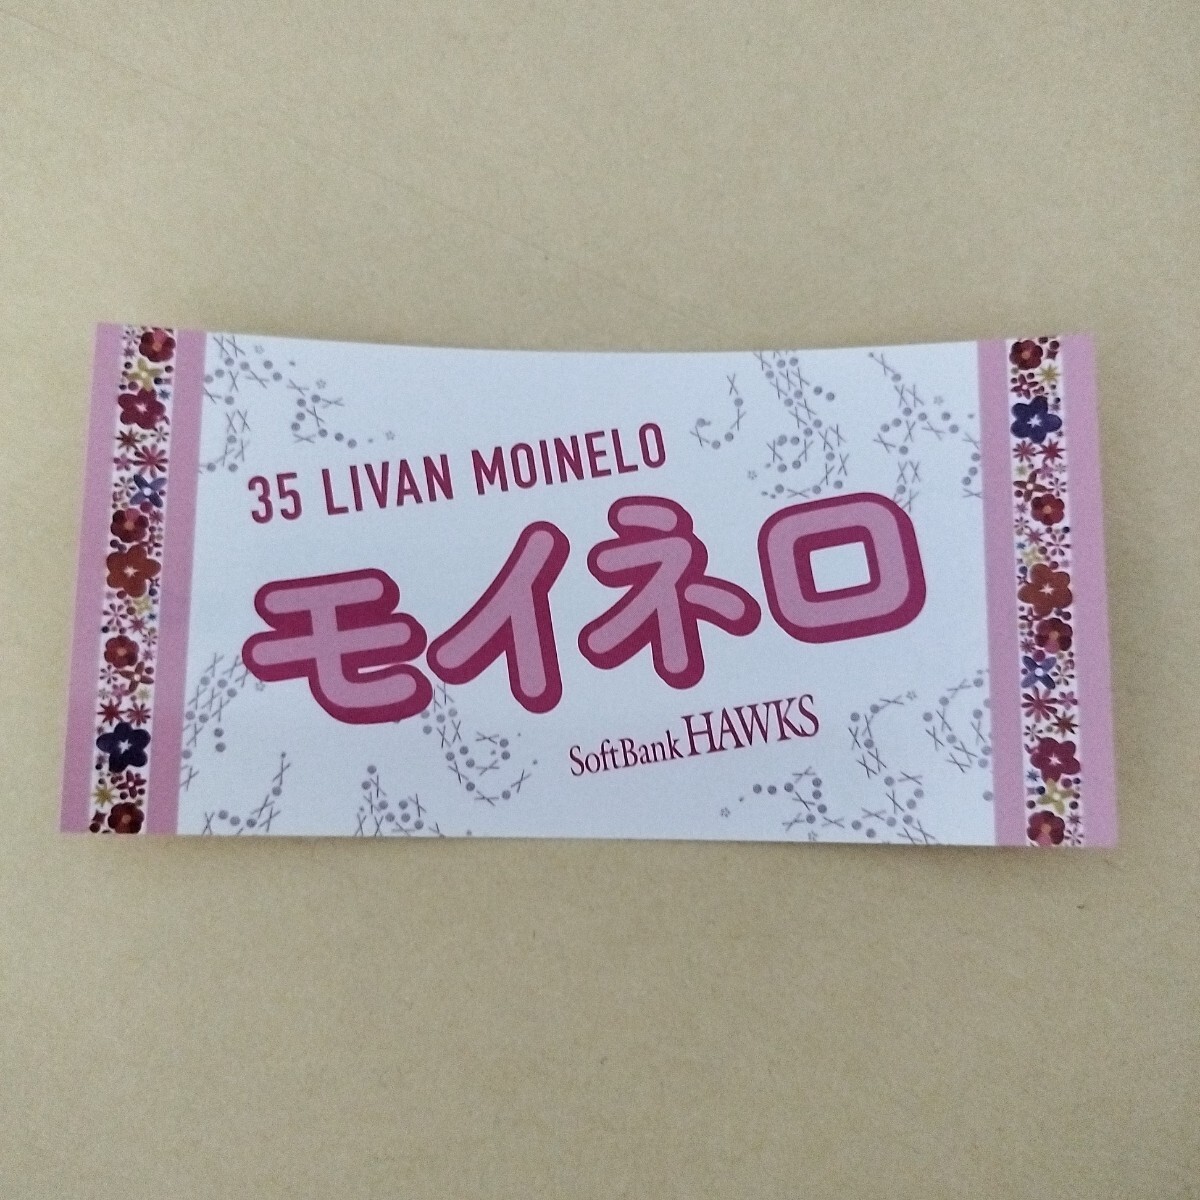 35 LIVAN MOINELO
モイネロ
SoftBank HAWKS